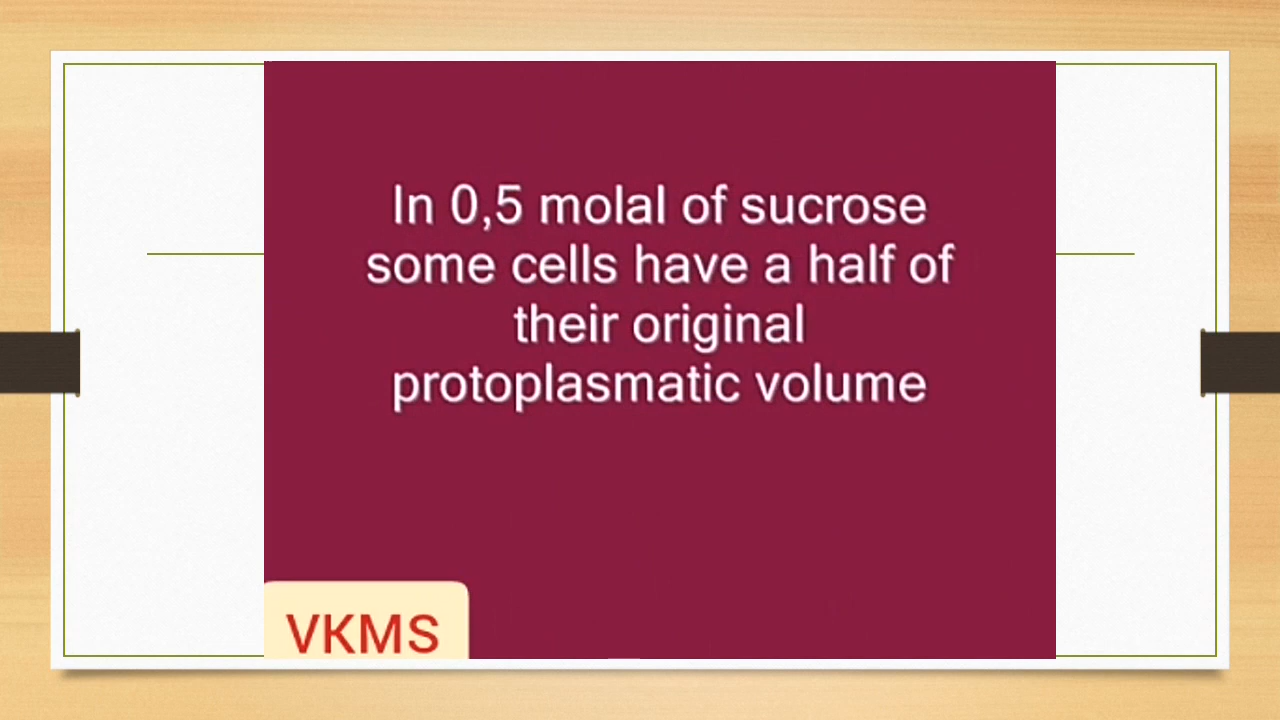 In 0,5 molal of sucrose
some cells have a half of
their original
protoplasmatic volume
VKMS